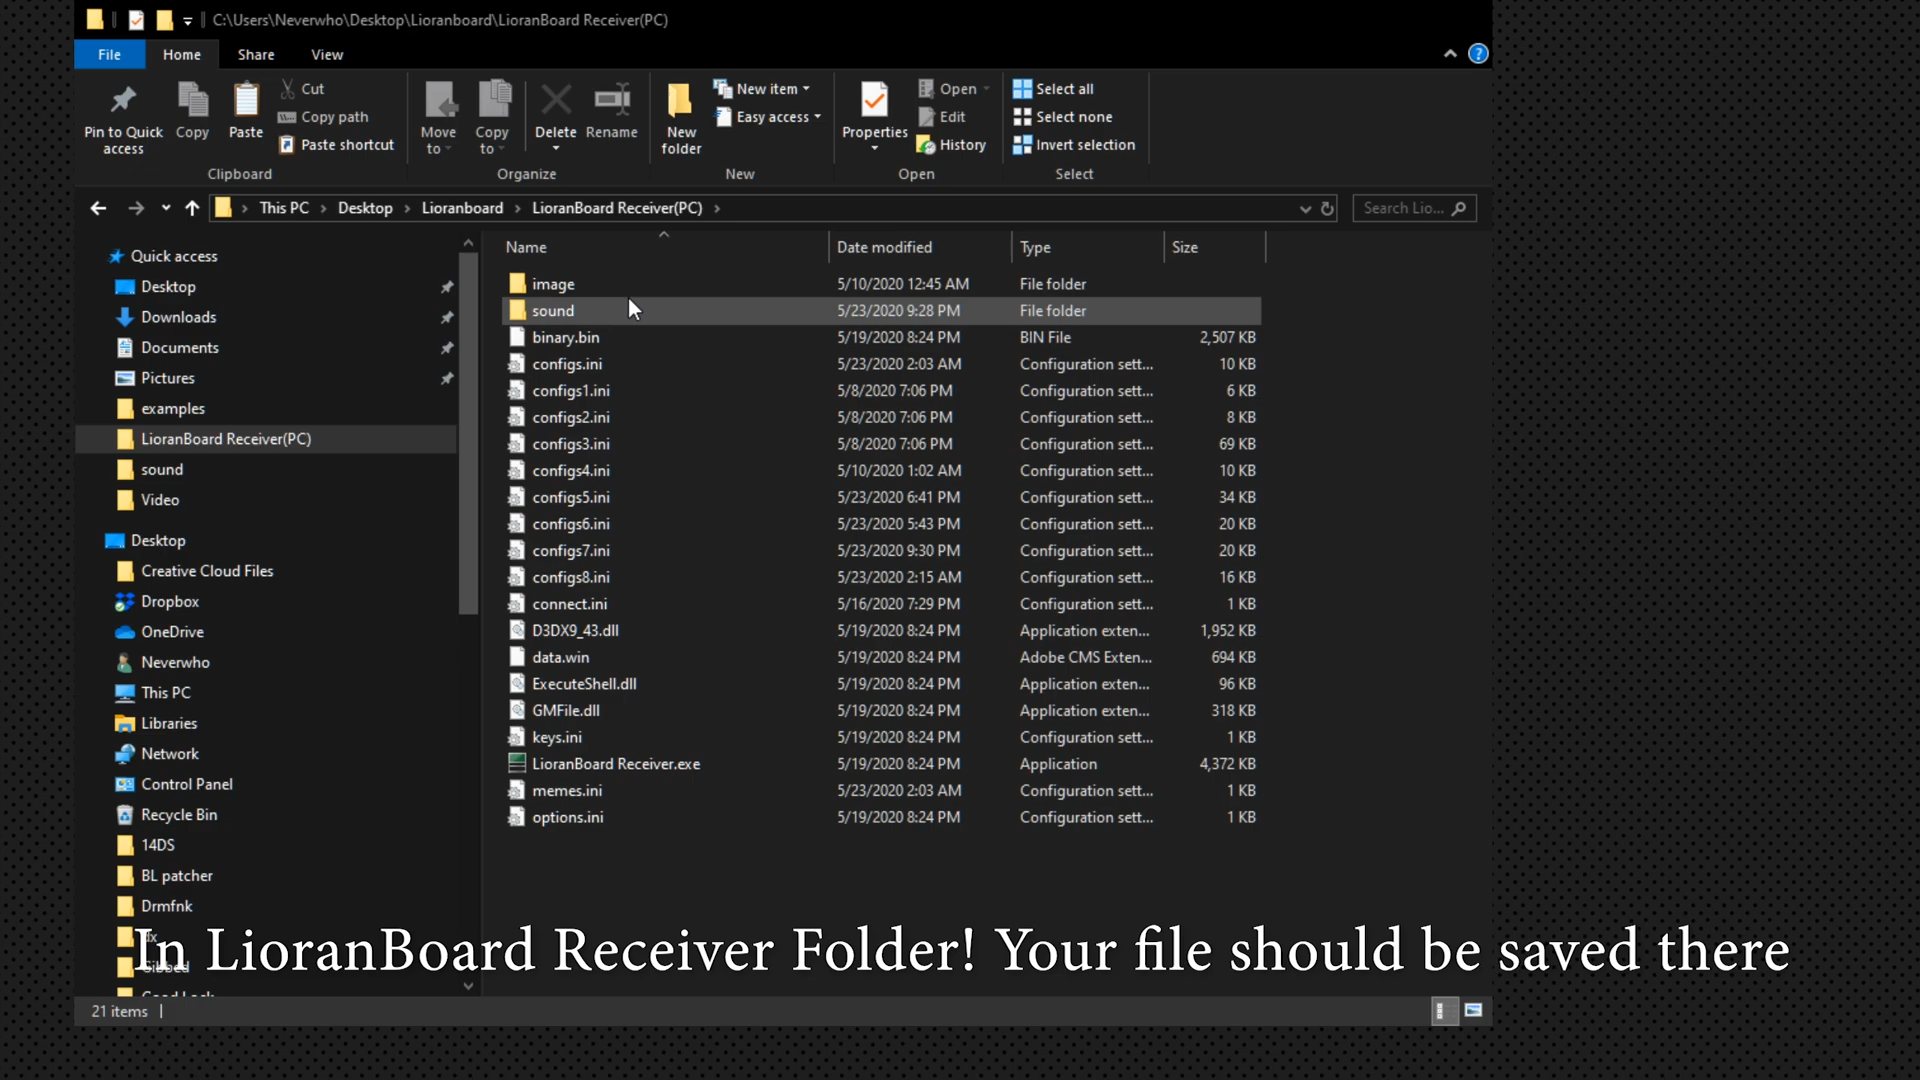 C:\Users\Neverwho\Desktop\Lioranboard\LioranBoard Receiver(PC)
File Home Share View
Pin to Quick access
Copy
Paste
Cut
Copy path
Paste shortcut
Clipboard
Move to
Copy to
Delete
Rename
Organize
New folder
New item
Easy access
New
Properties
Open
Edit
History
Open
Select all
Select none
Invert selection
Select
This PC > Desktop > Lioranboard > LioranBoard Receiver(PC) >
Search Lio...
Quick access
Desktop
Downloads
Documents
Pictures
examples
LioranBoard Receiver(PC)
sound
Video
Desktop
Creative Cloud Files
Dropbox
OneDrive
Neverwho
This PC
Libraries
Network
Control Panel
Recycle Bin
14DS
BL patcher
Drmfnk
Name Date modified Type Size
image 5/10/2020 12:45 AM File folder
sound 5/23/2020 9:28 PM File folder
binary.bin 5/19/2020 8:24 PM BIN File 2,507 KB
configs.ini 5/23/2020 2:03 AM Configuration sett... 10 KB
configs1.ini 5/8/2020 7:06 PM Configuration sett... 6 KB
configs2.ini 5/8/2020 7:06 PM Configuration sett... 8 KB
configs3.ini 5/8/2020 7:06 PM Configuration sett... 69 KB
configs4.ini 5/10/2020 1:02 AM Configuration sett... 10 KB
configs5.ini 5/23/2020 6:41 PM Configuration sett... 34 KB
configs6.ini 5/23/2020 5:43 PM Configuration sett... 20 KB
configs7.ini 5/23/2020 9:30 PM Configuration sett... 20 KB
configs8.ini 5/23/2020 2:15 AM Configuration sett... 16 KB
connect.ini 5/16/2020 7:29 PM Configuration sett... 1 KB
D3DX9_43.dll 5/19/2020 8:24 PM Application exten... 1,952 KB
data.win 5/19/2020 8:24 PM Adobe CMS Exten... 694 KB
ExecuteShell.dll 5/19/2020 8:24 PM Application exten... 96 KB
GMFile.dll 5/19/2020 8:24 PM Application exten... 318 KB
keys.ini 5/19/2020 8:24 PM Configuration sett... 1 KB
LioranBoard Receiver.exe 5/19/2020 8:24 PM Application 4,372 KB
memes.ini 5/23/2020 2:03 AM Configuration sett... 1 KB
options.ini 5/19/2020 8:24 PM Configuration sett... 1 KB
In LioranBoard Receiver Folder! Your file should be saved there
21 items